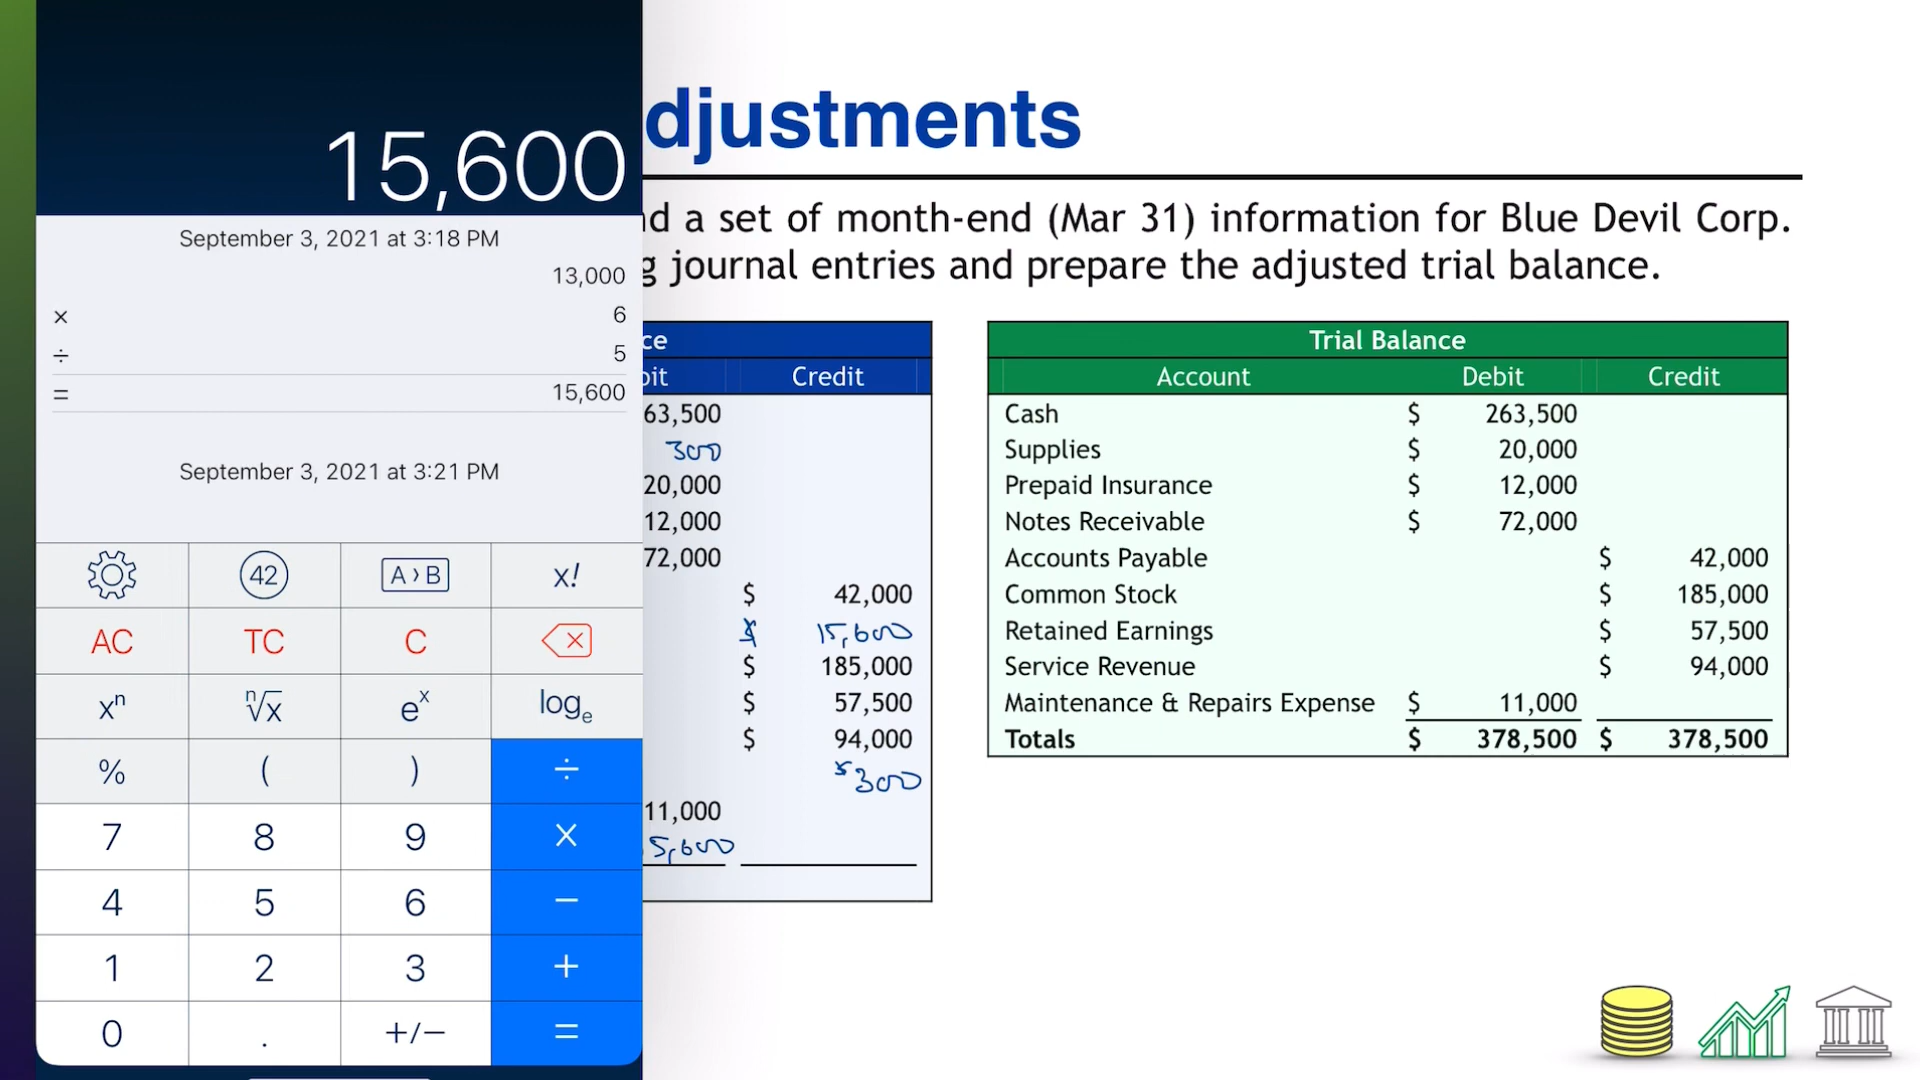 15,600
September 3, 2021 at 3:18 PM
13,000
× 6
÷ 5
= 15,600
September 3, 2021 at 3:21 PM
42 A›B x!
AC TC C
xⁿ ⁿ√x eˣ logₑ
% ( ) ÷
7 8 9 ×
4 5 6 −
1 2 3 +
0 . +/− =
djustments
d a set of month-end (Mar 31) information for Blue Devil Corp.
g journal entries and prepare the adjusted trial balance.
ce
bit Credit
63,500
300
20,000
12,000
72,000
$ 42,000
$ 15,600
$ 185,000
$ 57,500
$ 94,000
$300
11,000
5,600
Trial Balance
Account Debit Credit
Cash $ 263,500
Supplies $ 20,000
Prepaid Insurance $ 12,000
Notes Receivable $ 72,000
Accounts Payable $ 42,000
Common Stock $ 185,000
Retained Earnings $ 57,500
Service Revenue $ 94,000
Maintenance & Repairs Expense $ 11,000
Totals $ 378,500 $ 378,500